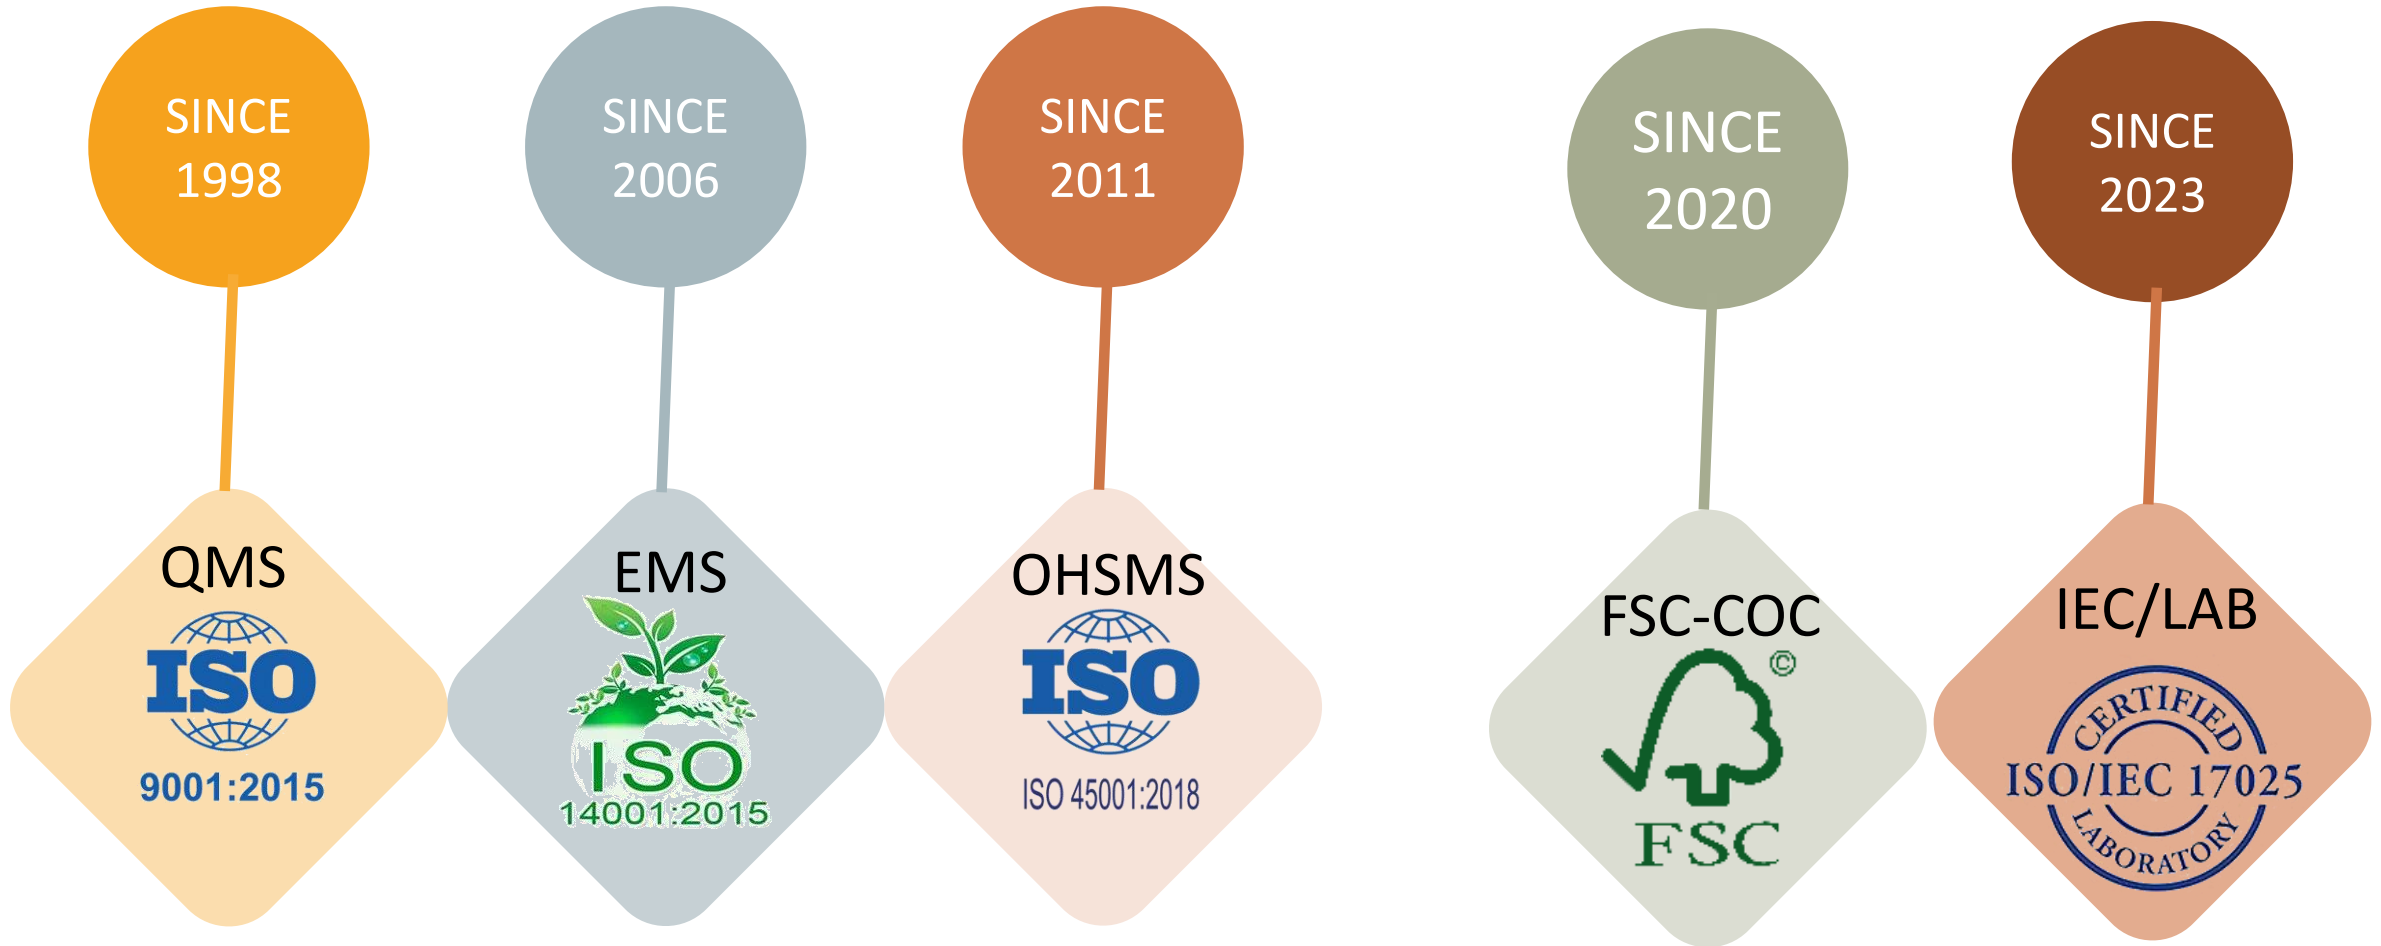 SINCE
1998
QMS
ISO
9001:2015
SINCE
2006
EMS
ISO
14001:2015
SINCE
2011
OHSMS
ISO
ISO 45001:2018
SINCE
2020
FSC-COC
©
FSC
SINCE
2023
IEC/LAB
CERTIFIED
ISO/IEC 17025
LABORATORY